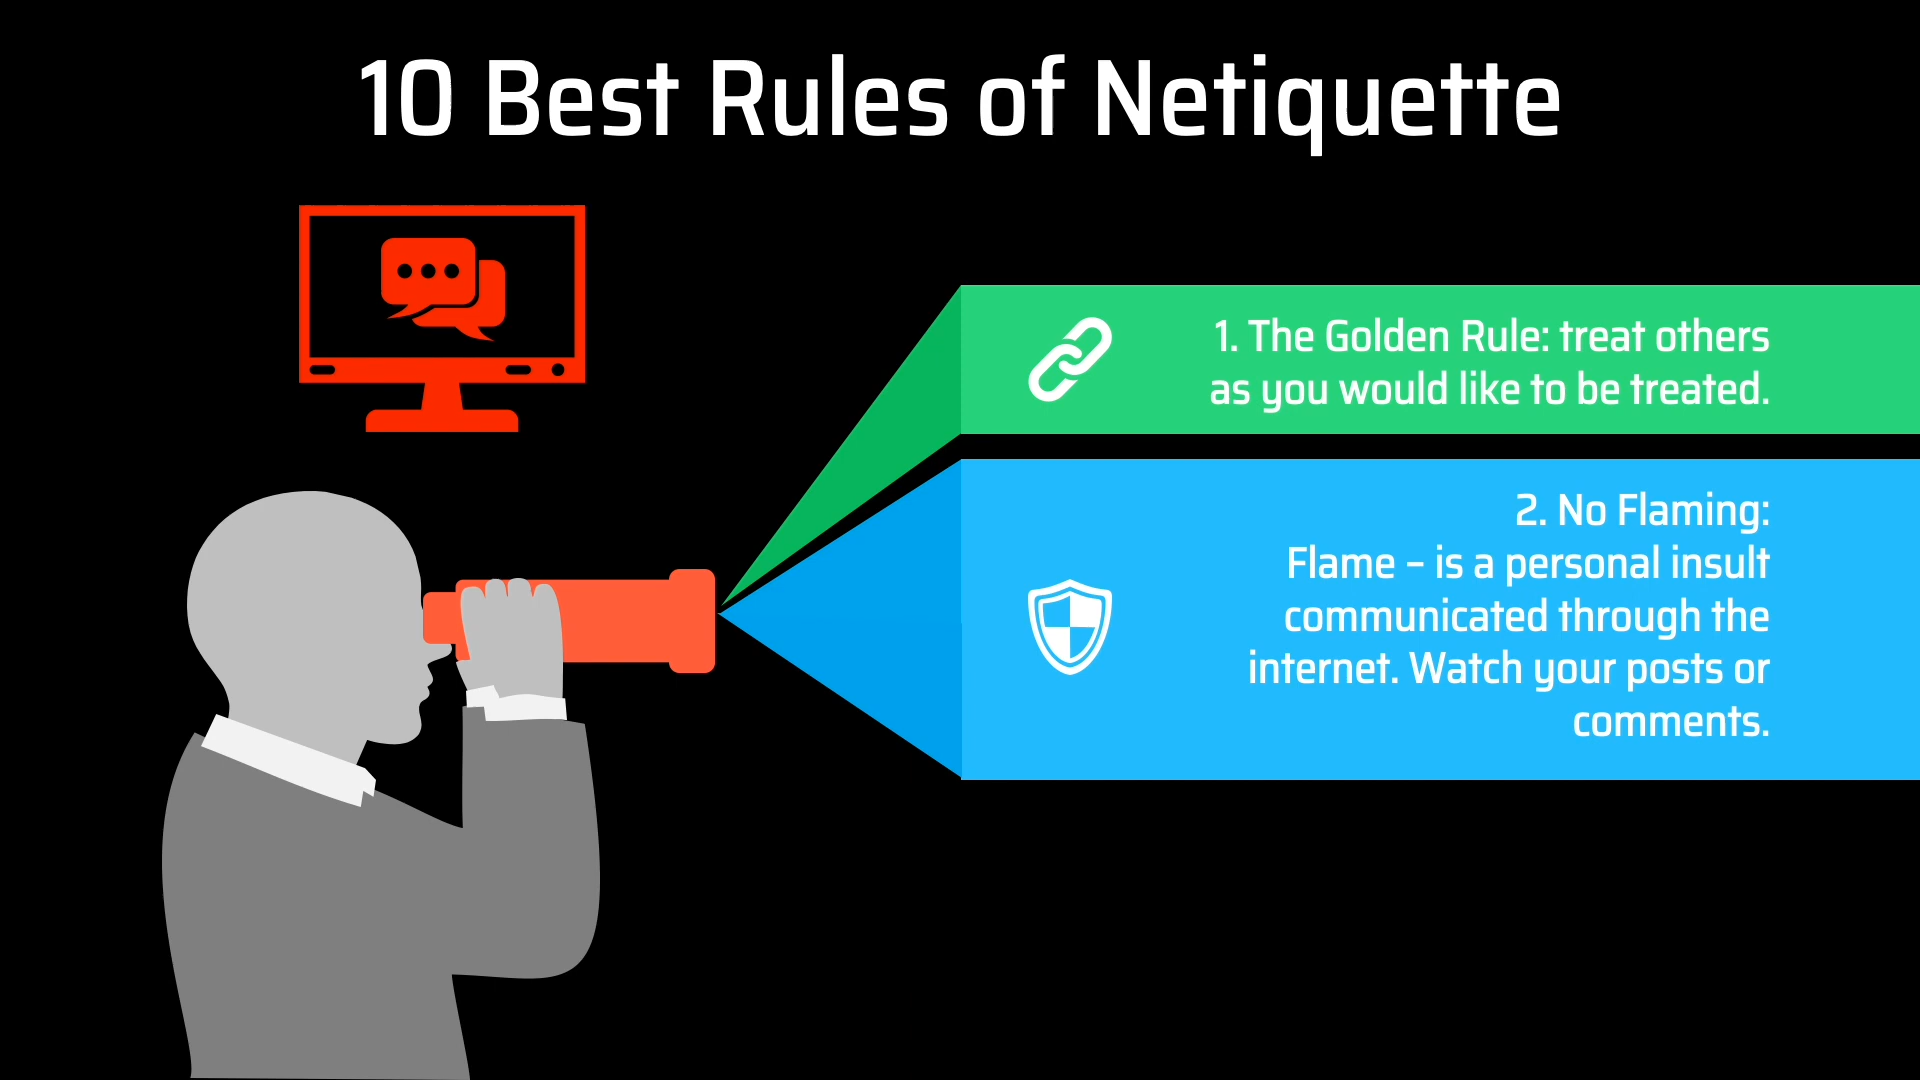 10 Best Rules of Netiquette
1. The Golden Rule: treat others
as you would like to be treated.
2. No Flaming:
Flame – is a personal insult
communicated through the
internet. Watch your posts or
comments.